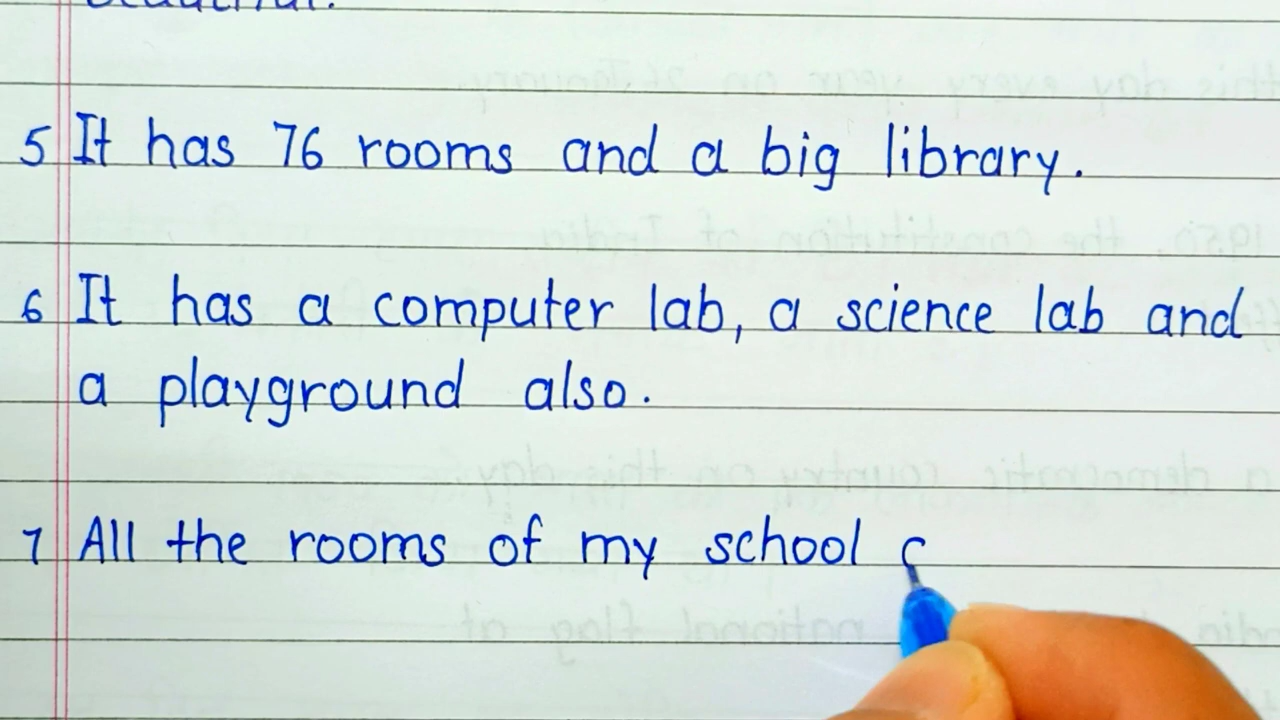 5 It has 76 rooms and a big library.
6 It has a computer lab, a science lab and
a playground also.
7 All the rooms of my school